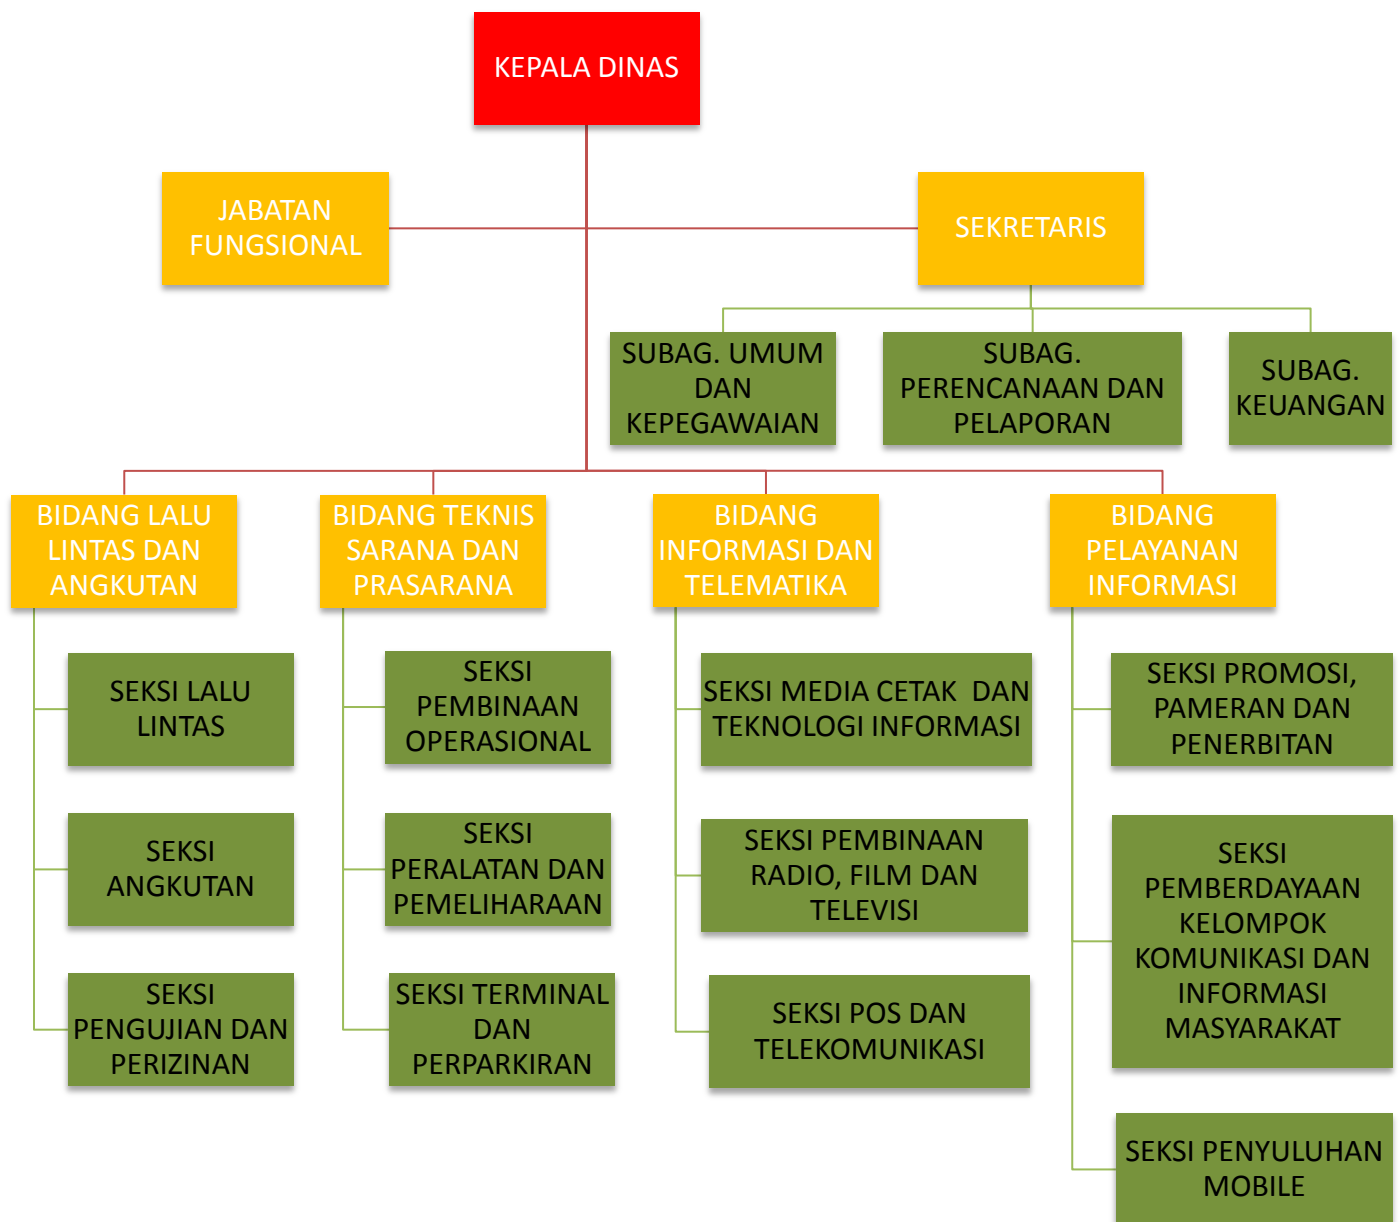 KEPALA DINAS
JABATAN
FUNGSIONAL
SEKRETARIS
SUBAG. UMUM
DAN
KEPEGAWAIAN
SUBAG.
PERENCANAAN DAN
PELAPORAN
SUBAG.
KEUANGAN
BIDANG LALU
LINTAS DAN
ANGKUTAN
BIDANG TEKNIS
SARANA DAN
PRASARANA
BIDANG
INFORMASI DAN
TELEMATIKA
BIDANG
PELAYANAN
INFORMASI
SEKSI LALU
LINTAS
SEKSI
ANGKUTAN
SEKSI
PENGUJIAN DAN
PERIZINAN
SEKSI
PEMBINAAN
OPERASIONAL
SEKSI
PERALATAN DAN
PEMELIHARAAN
SEKSI TERMINAL
DAN
PERPARKIRAN
SEKSI MEDIA CETAK  DAN
TEKNOLOGI INFORMASI
SEKSI PEMBINAAN
RADIO, FILM DAN
TELEVISI
SEKSI POS DAN
TELEKOMUNIKASI
SEKSI PROMOSI,
PAMERAN DAN
PENERBITAN
SEKSI
PEMBERDAYAAN
KELOMPOK
KOMUNIKASI DAN
INFORMASI
MASYARAKAT
SEKSI PENYULUHAN
MOBILE